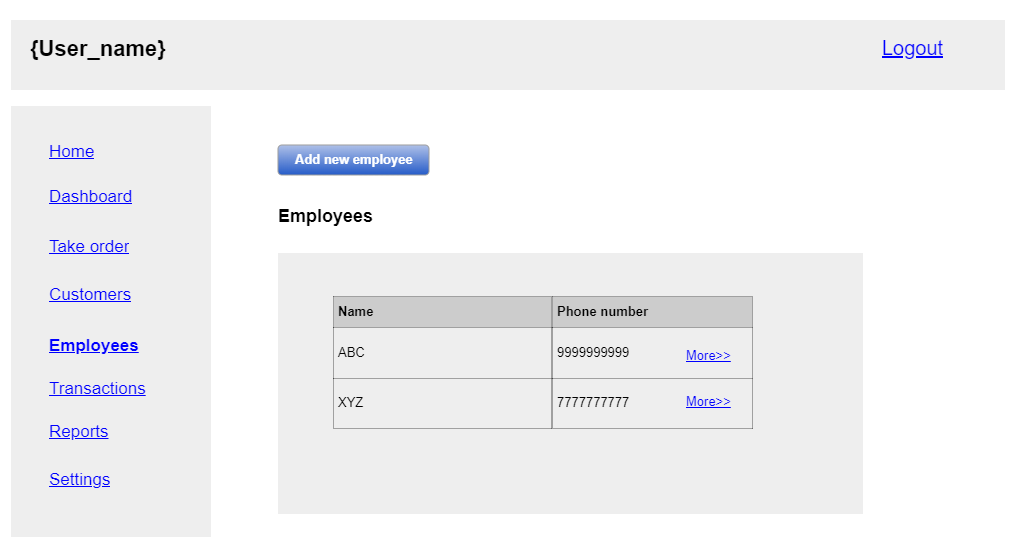 {User_name} Logout
Home
Dashboard
Take order
Customers
Employees
Transactions
Reports
Settings
Add new employee
Employees
Name Phone number
ABC 9999999999 More>>
XYZ 7777777777 More>>